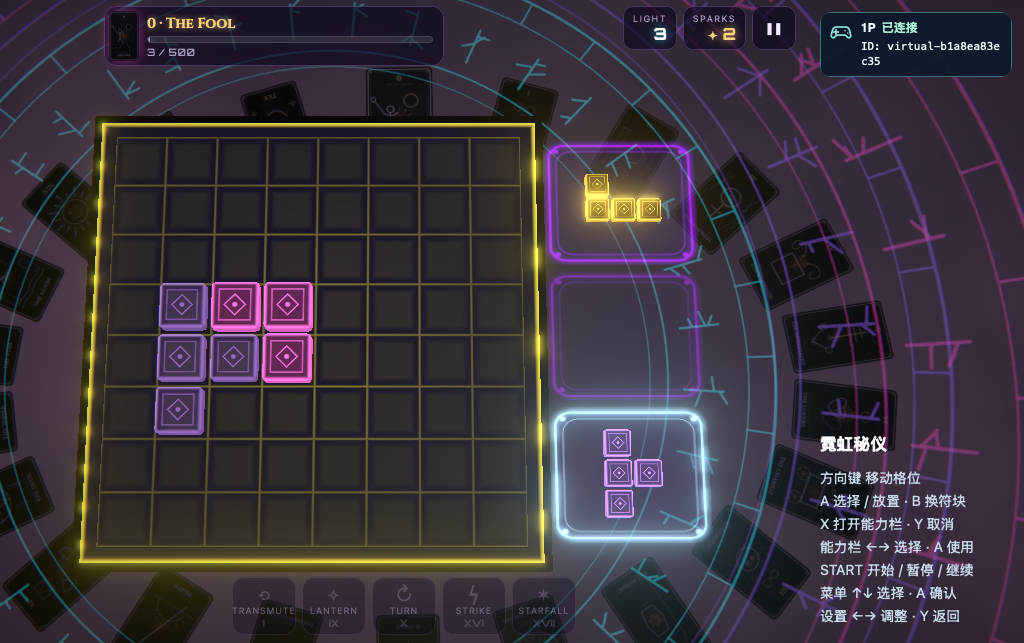 0 · THE FOOL
3 / 500
LIGHT
3
SPARKS
2
1P 已连接
ID: virtual-b1a8ea83e
c35
霓虹秘仪
方向键 移动格位
A 选择 / 放置 · B 换符块
X 打开能力栏 · Y 取消
能力栏 ←→ 选择 · A 使用
START 开始 / 暂停 / 继续
菜单 ↑↓ 选择 · A 确认
设置 ←→ 调整 · Y 返回
TRANSMUTE
I
LANTERN
IX
TURN
X
STRIKE
XVI
STARFALL
XVII